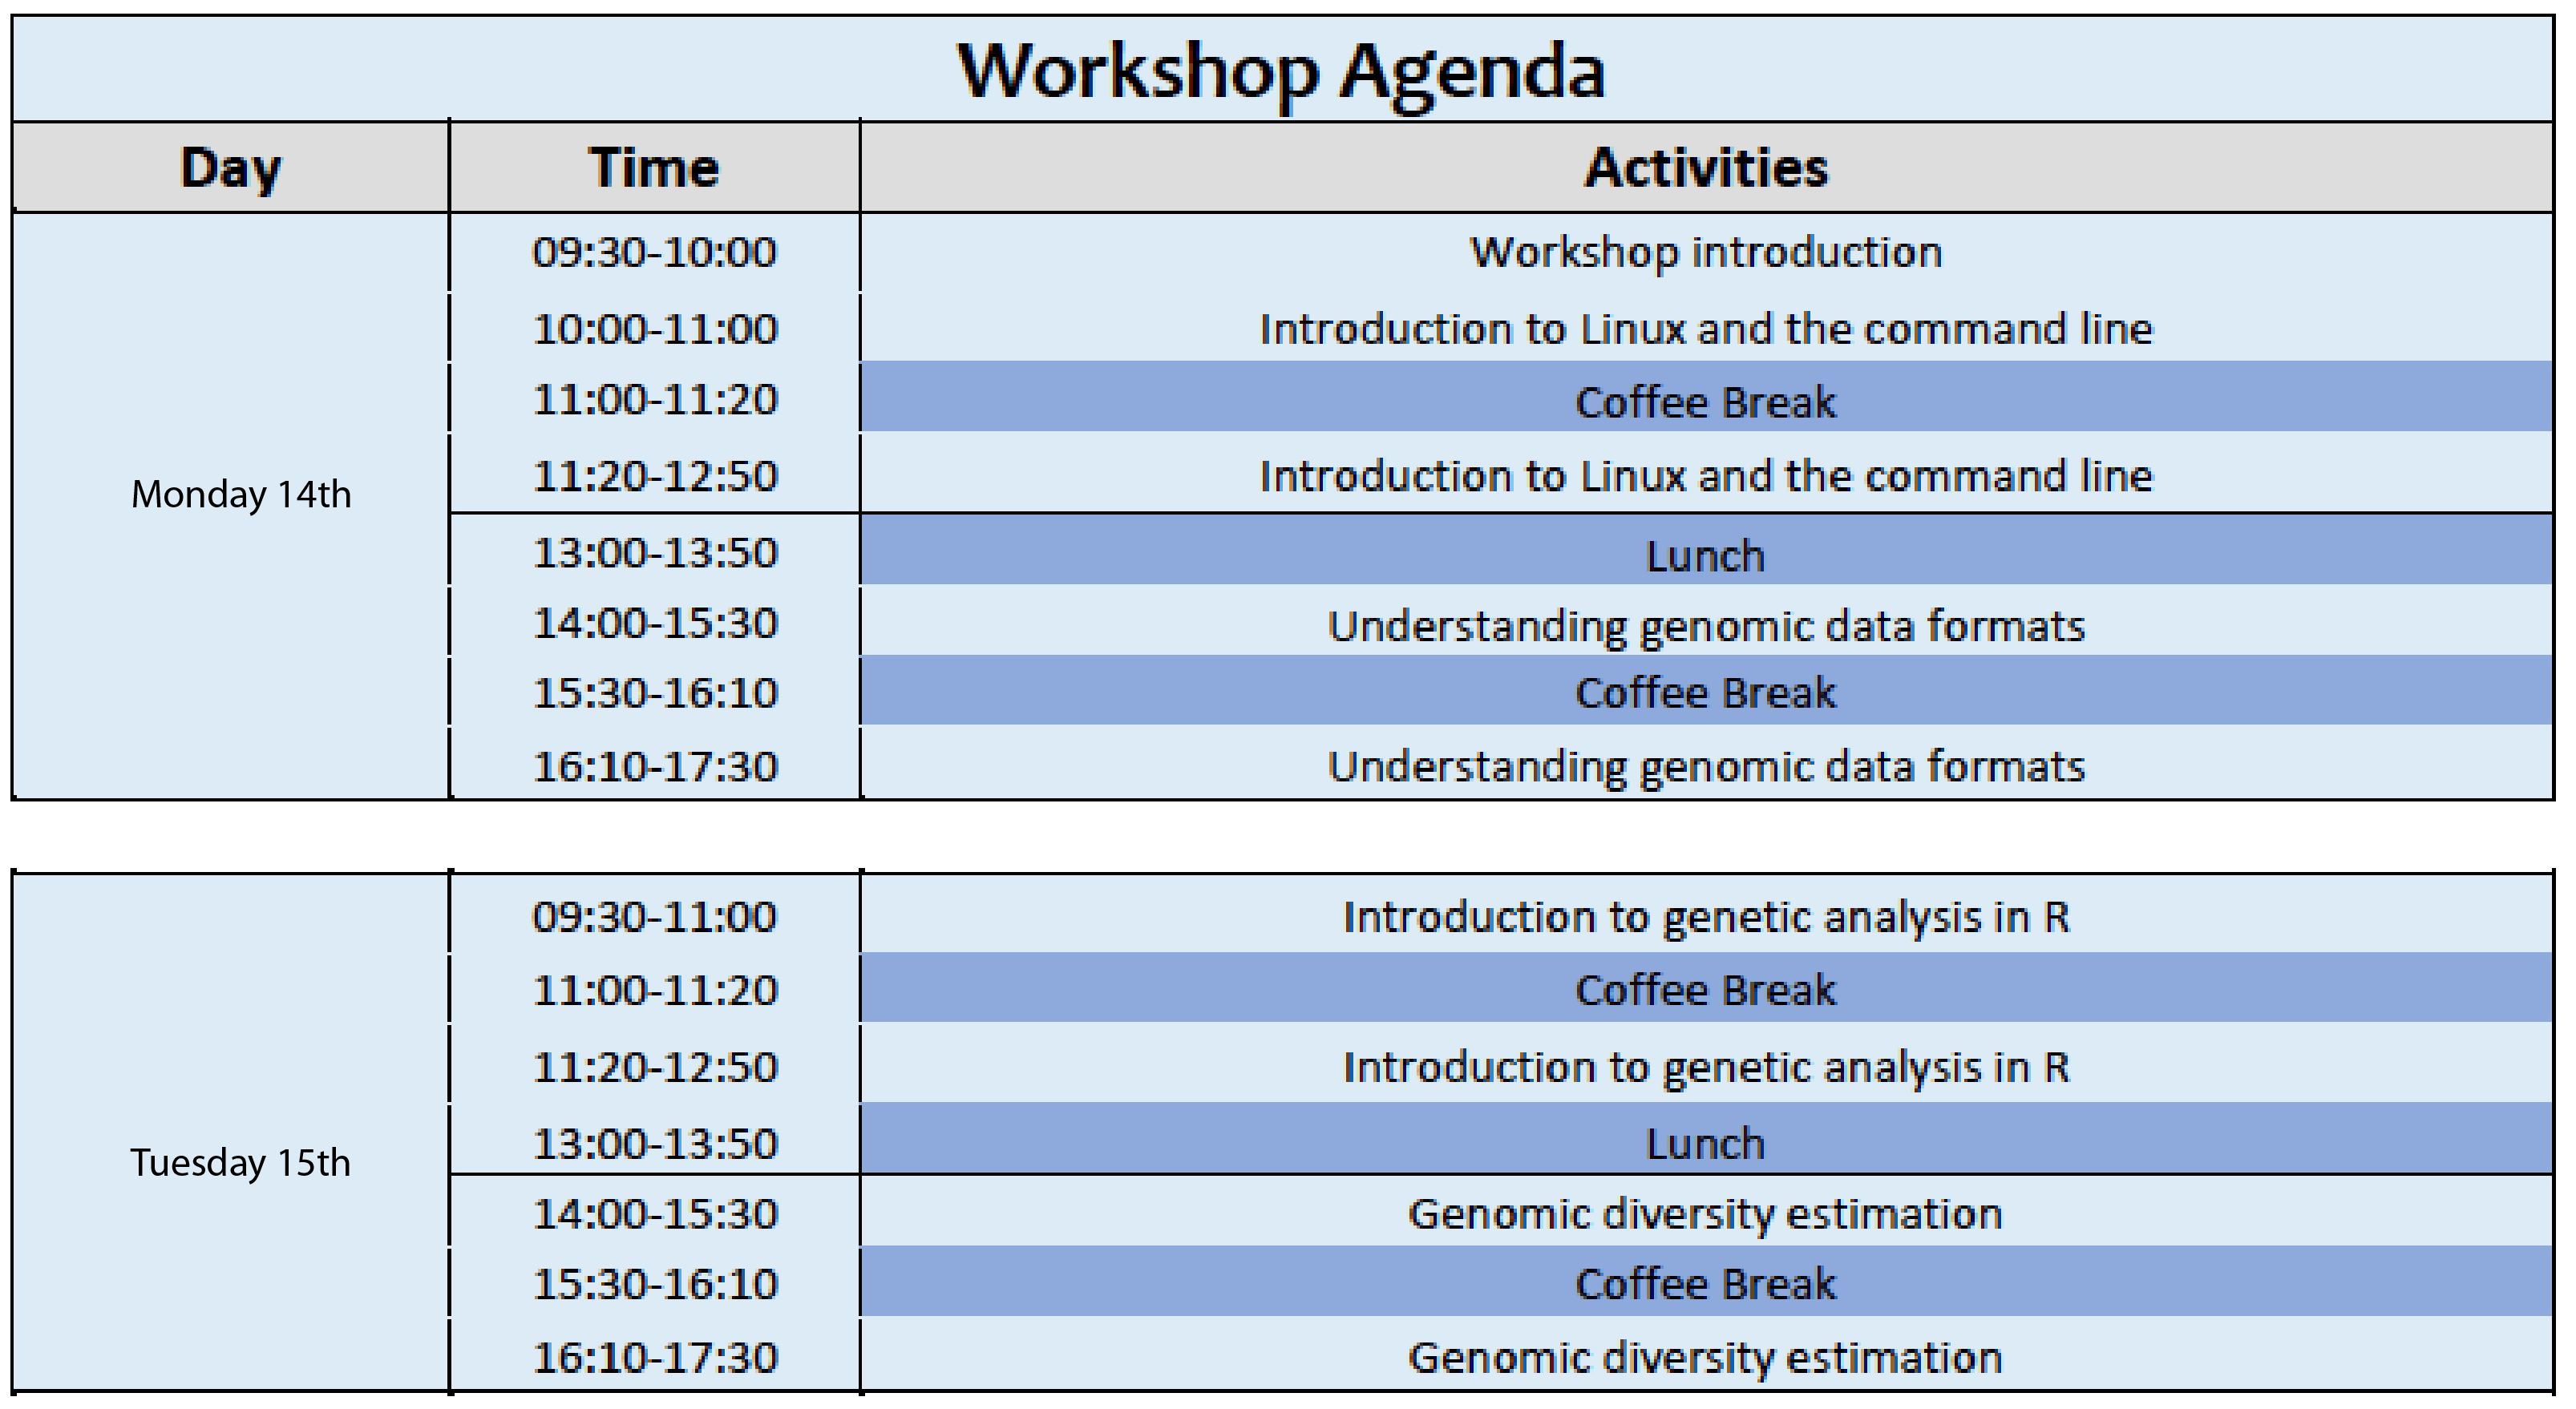 Workshop Agenda
Day Time Activities
Monday 14th
09:30-10:00 Workshop introduction
10:00-11:00 Introduction to Linux and the command line
11:00-11:20 Coffee Break
11:20-12:50 Introduction to Linux and the command line
13:00-13:50 Lunch
14:00-15:30 Understanding genomic data formats
15:30-16:10 Coffee Break
16:10-17:30 Understanding genomic data formats
Tuesday 15th
09:30-11:00 Introduction to genetic analysis in R
11:00-11:20 Coffee Break
11:20-12:50 Introduction to genetic analysis in R
13:00-13:50 Lunch
14:00-15:30 Genomic diversity estimation
15:30-16:10 Coffee Break
16:10-17:30 Genomic diversity estimation